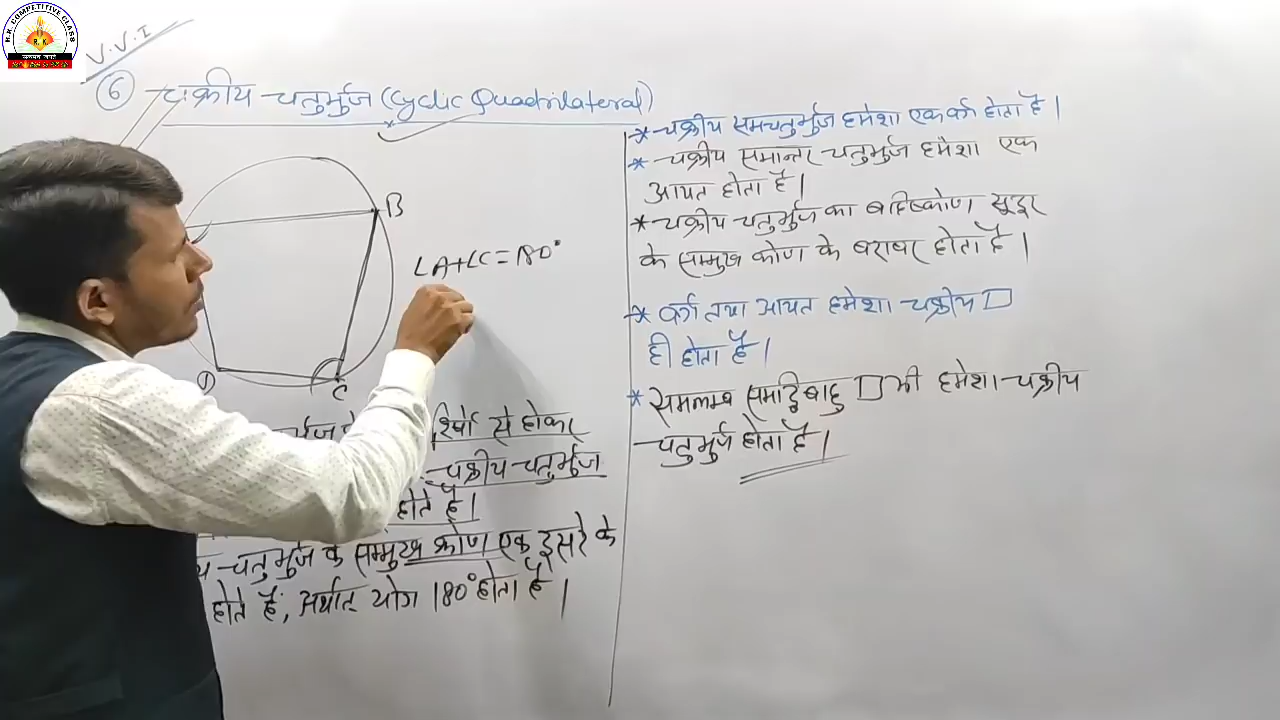 R.K. COMPETITIVE CLASS
R.K
V.V.I
6 चक्रीय चतुर्भुज (Cyclic Quadrilateral)
B
∠A+∠C=180°
D
C
से होकर
चक्रीय चतुर्भुज
होते हैं।
चतुर्भुज के सम्मुख कोण एक दूसरे के
होते हैं, अर्थात् योग 180° होता है।
* चक्रीय समचतुर्भुज हमेशा एक वर्ग होता है।
* चक्रीय समान्तर चतुर्भुज हमेशा एक
आयत होता है।
* चक्रीय चतुर्भुज का बहिष्कोण सुदूर
के सम्मुख कोण के बराबर होता है।
* वर्ग तथा आयत हमेशा चक्रीय □
ही होता है।
* समलम्ब समद्विबाहु □ भी हमेशा चक्रीय
चतुर्भुज होता है।